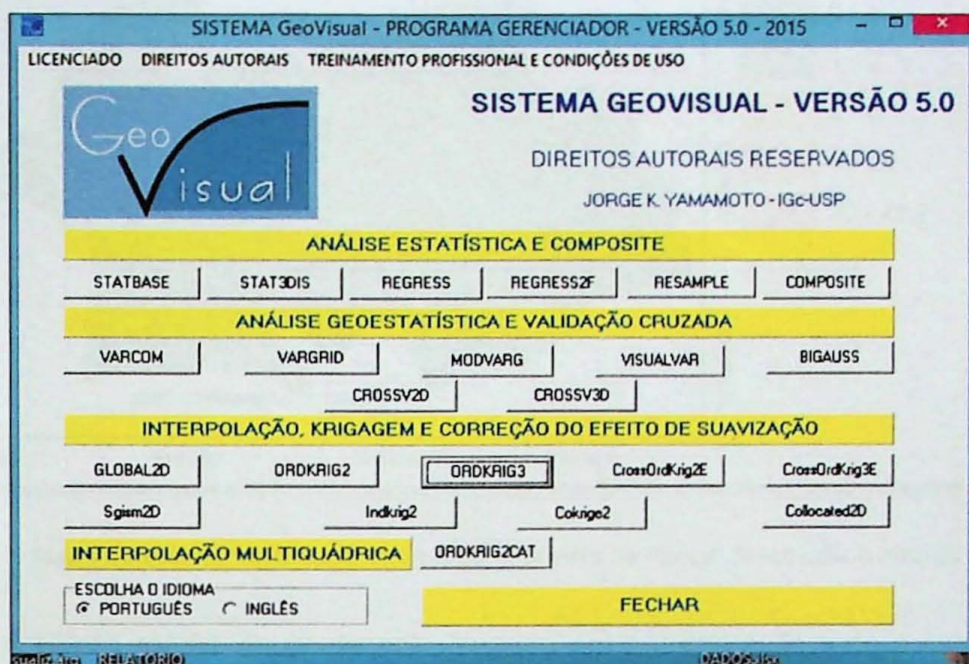 SISTEMA GeoVisual - PROGRAMA GERENCIADOR - VERSÃO 5.0 - 2015
LICENCIADO DIREITOS AUTORAIS TREINAMENTO PROFISSIONAL E CONDIÇÕES DE USO
Geo
Visual
SISTEMA GEOVISUAL - VERSÃO 5.0
DIREITOS AUTORAIS RESERVADOS
JORGE K. YAMAMOTO - IGc-USP
ANÁLISE ESTATÍSTICA E COMPOSITE
STATBASE STAT3DIS REGRESS REGRESS2F RESAMPLE COMPOSITE
ANÁLISE GEOESTATÍSTICA E VALIDAÇÃO CRUZADA
VARCOM VARGRID MODVARG VISUALVAR BIGAUSS
CROSSV2D CROSSV3D
INTERPOLAÇÃO, KRIGAGEM E CORREÇÃO DO EFEITO DE SUAVIZAÇÃO
GLOBAL2D ORDKRIG2 ORDKRIG3 CrossOrdKrig2E CrossOrdKrig3E
Sgism2D Indkrig2 Cokrige2 Collocated2D
INTERPOLAÇÃO MULTIQUÁDRICA ORDKRIG2CAT
ESCOLHA O IDIOMA
PORTUGUÊS INGLÊS
FECHAR
RELATORIO